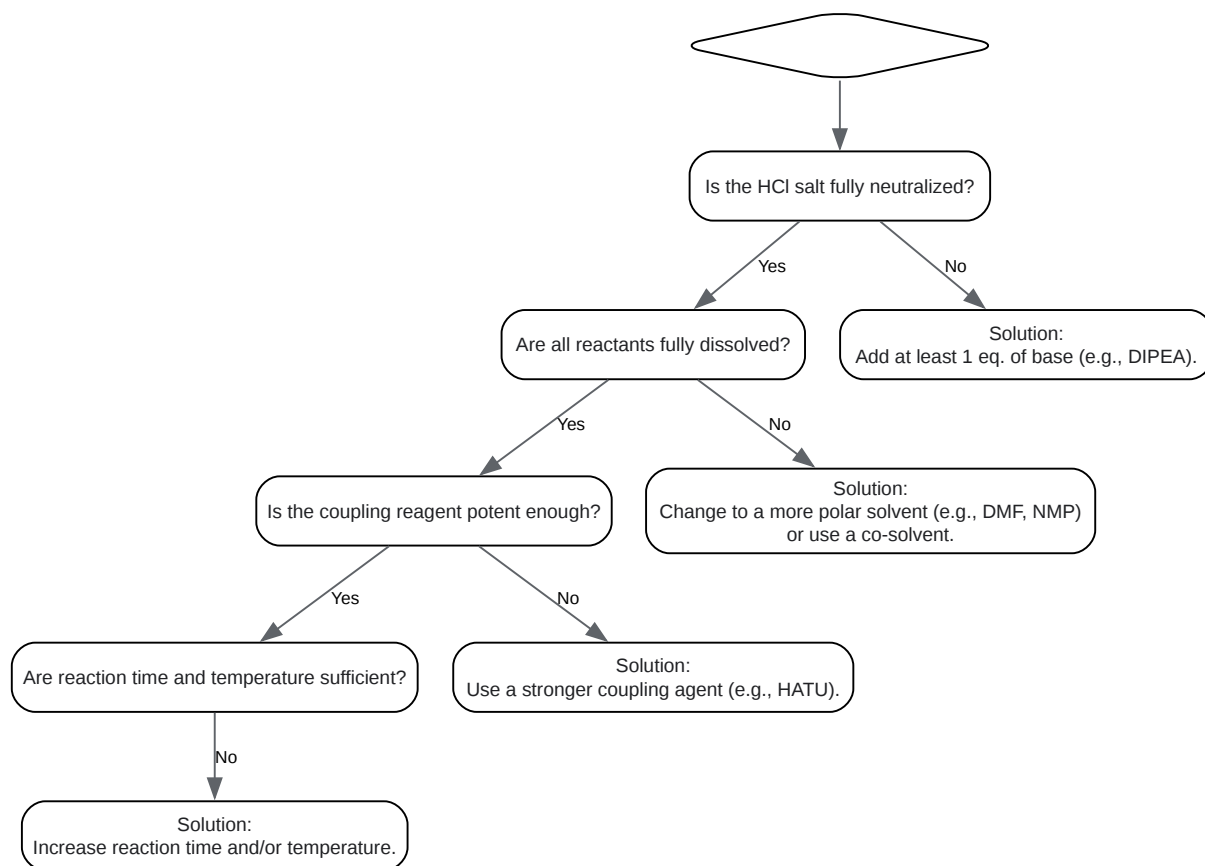 Is the HCl salt fully neutralized?
Yes
No
Are all reactants fully dissolved?
Solution:
Add at least 1 eq. of base (e.g., DIPEA).
Yes
No
Is the coupling reagent potent enough?
Solution:
Change to a more polar solvent (e.g., DMF, NMP)
or use a co-solvent.
Yes
No
Are reaction time and temperature sufficient?
Solution:
Use a stronger coupling agent (e.g., HATU).
No
Solution:
Increase reaction time and/or temperature.